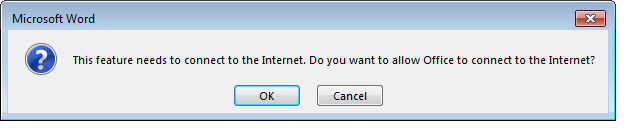 Microsoft Word
This feature needs to connect to the Internet. Do you want to allow Office to connect to the Internet?
OK
Cancel